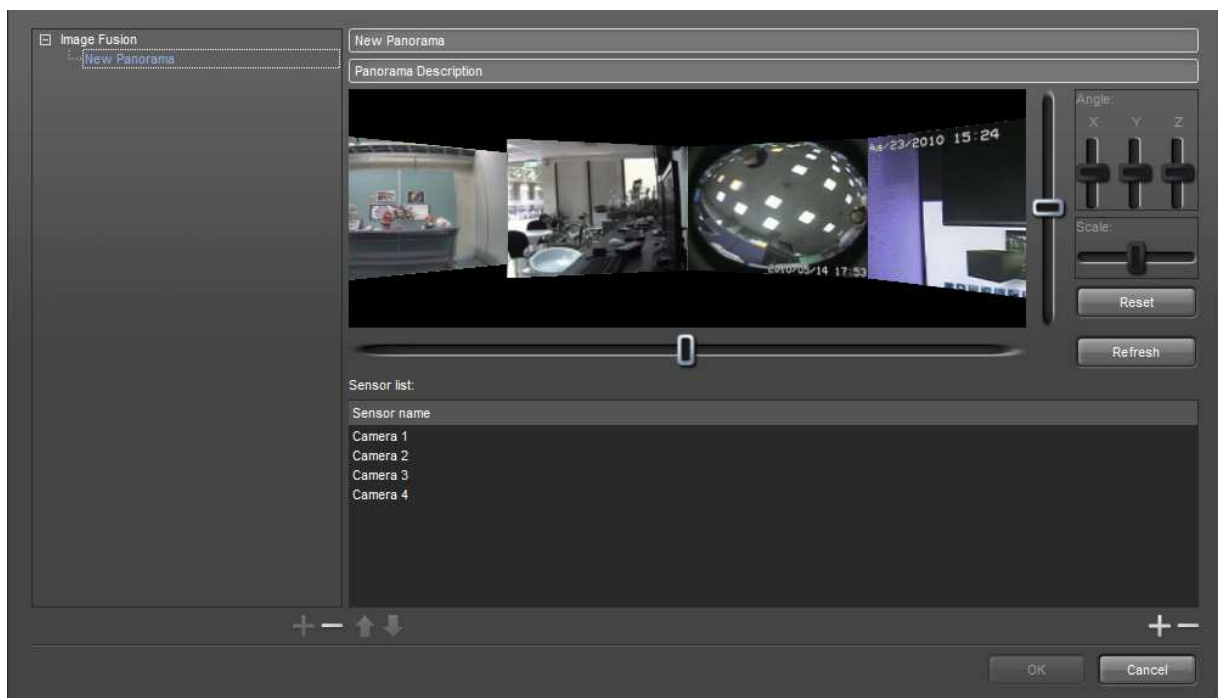 Image Fusion
New Panorama
New Panorama
Panorama Description
Aug/23/2010 15:24
2010/05/14 17:53
Angle:
X Y Z
Scale:
Reset
Refresh
Sensor list:
Sensor name
Camera 1
Camera 2
Camera 3
Camera 4
OK
Cancel